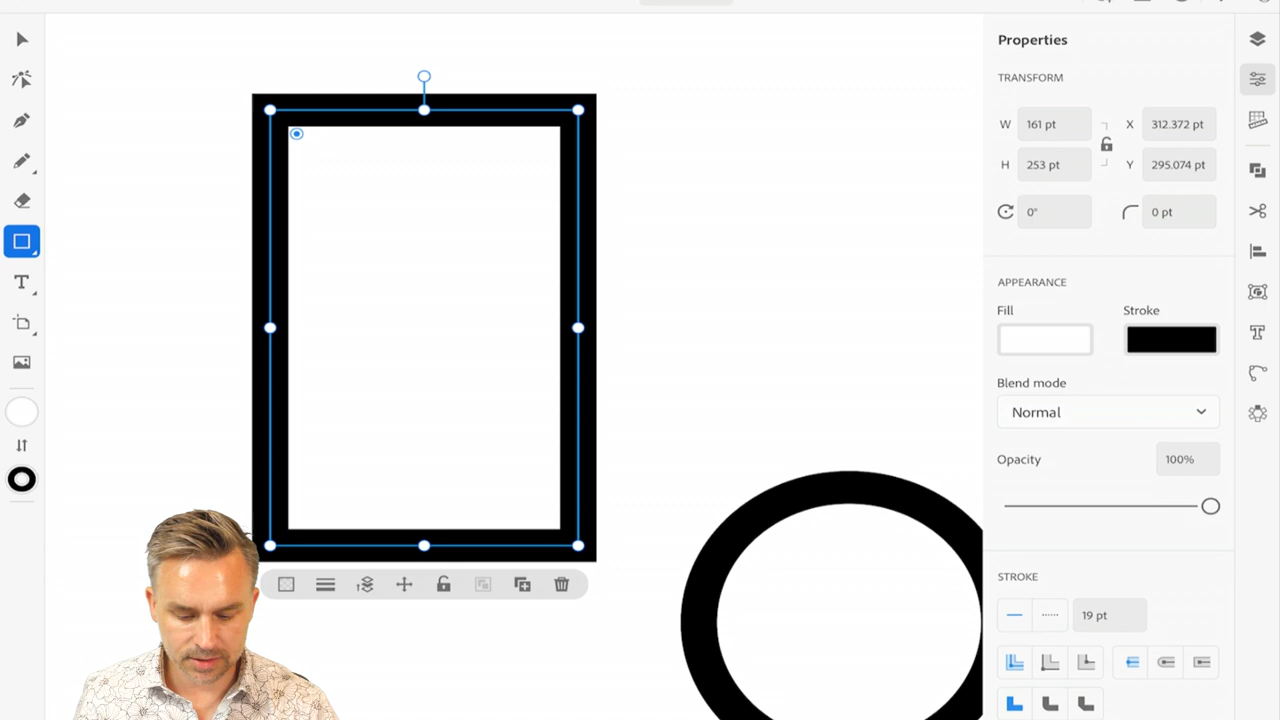 Properties
TRANSFORM
W 161 pt X 312.372 pt
H 253 pt Y 295.074 pt
0° 0 pt
APPEARANCE
Fill Stroke
Blend mode
Normal
Opacity 100%
STROKE
19 pt